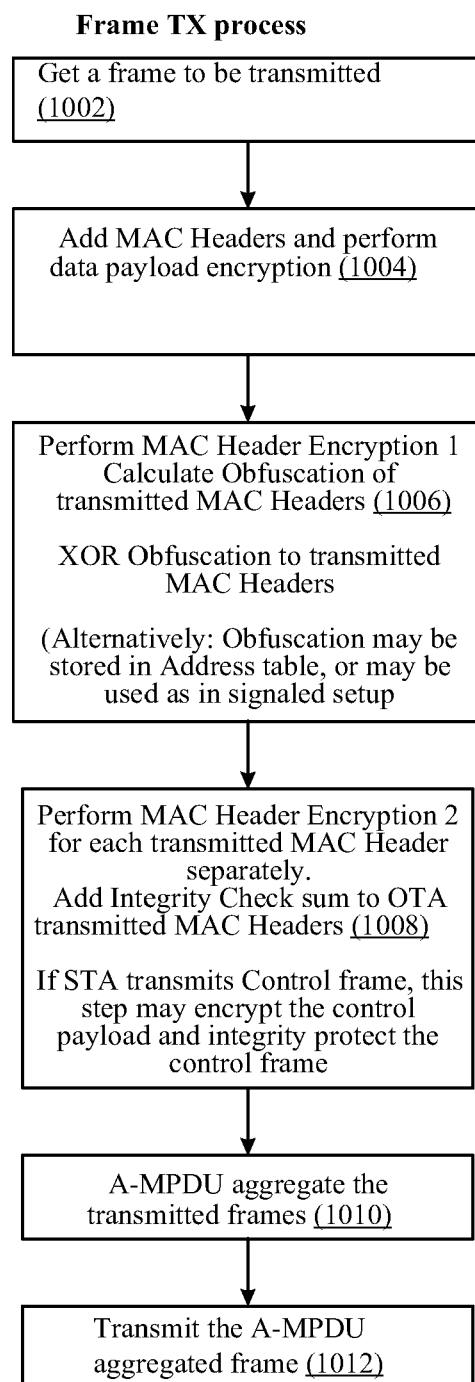 Frame TX process
Get a frame to be transmitted
(1002)
Add MAC Headers and perform
data payload encryption (1004)
Perform MAC Header Encryption 1
Calculate Obfuscation of
transmitted MAC Headers (1006)
XOR Obfuscation to transmitted
MAC Headers
(Alternatively: Obfuscation may be
stored in Address table, or may be
used as in signaled setup
Perform MAC Header Encryption 2
for each transmitted MAC Header
separately.
Add Integrity Check sum to OTA
transmitted MAC Headers (1008)
If STA transmits Control frame, this
step may encrypt the control
payload and integrity protect the
control frame
A-MPDU aggregate the
transmitted frames (1010)
Transmit the A-MPDU
aggregated frame (1012)